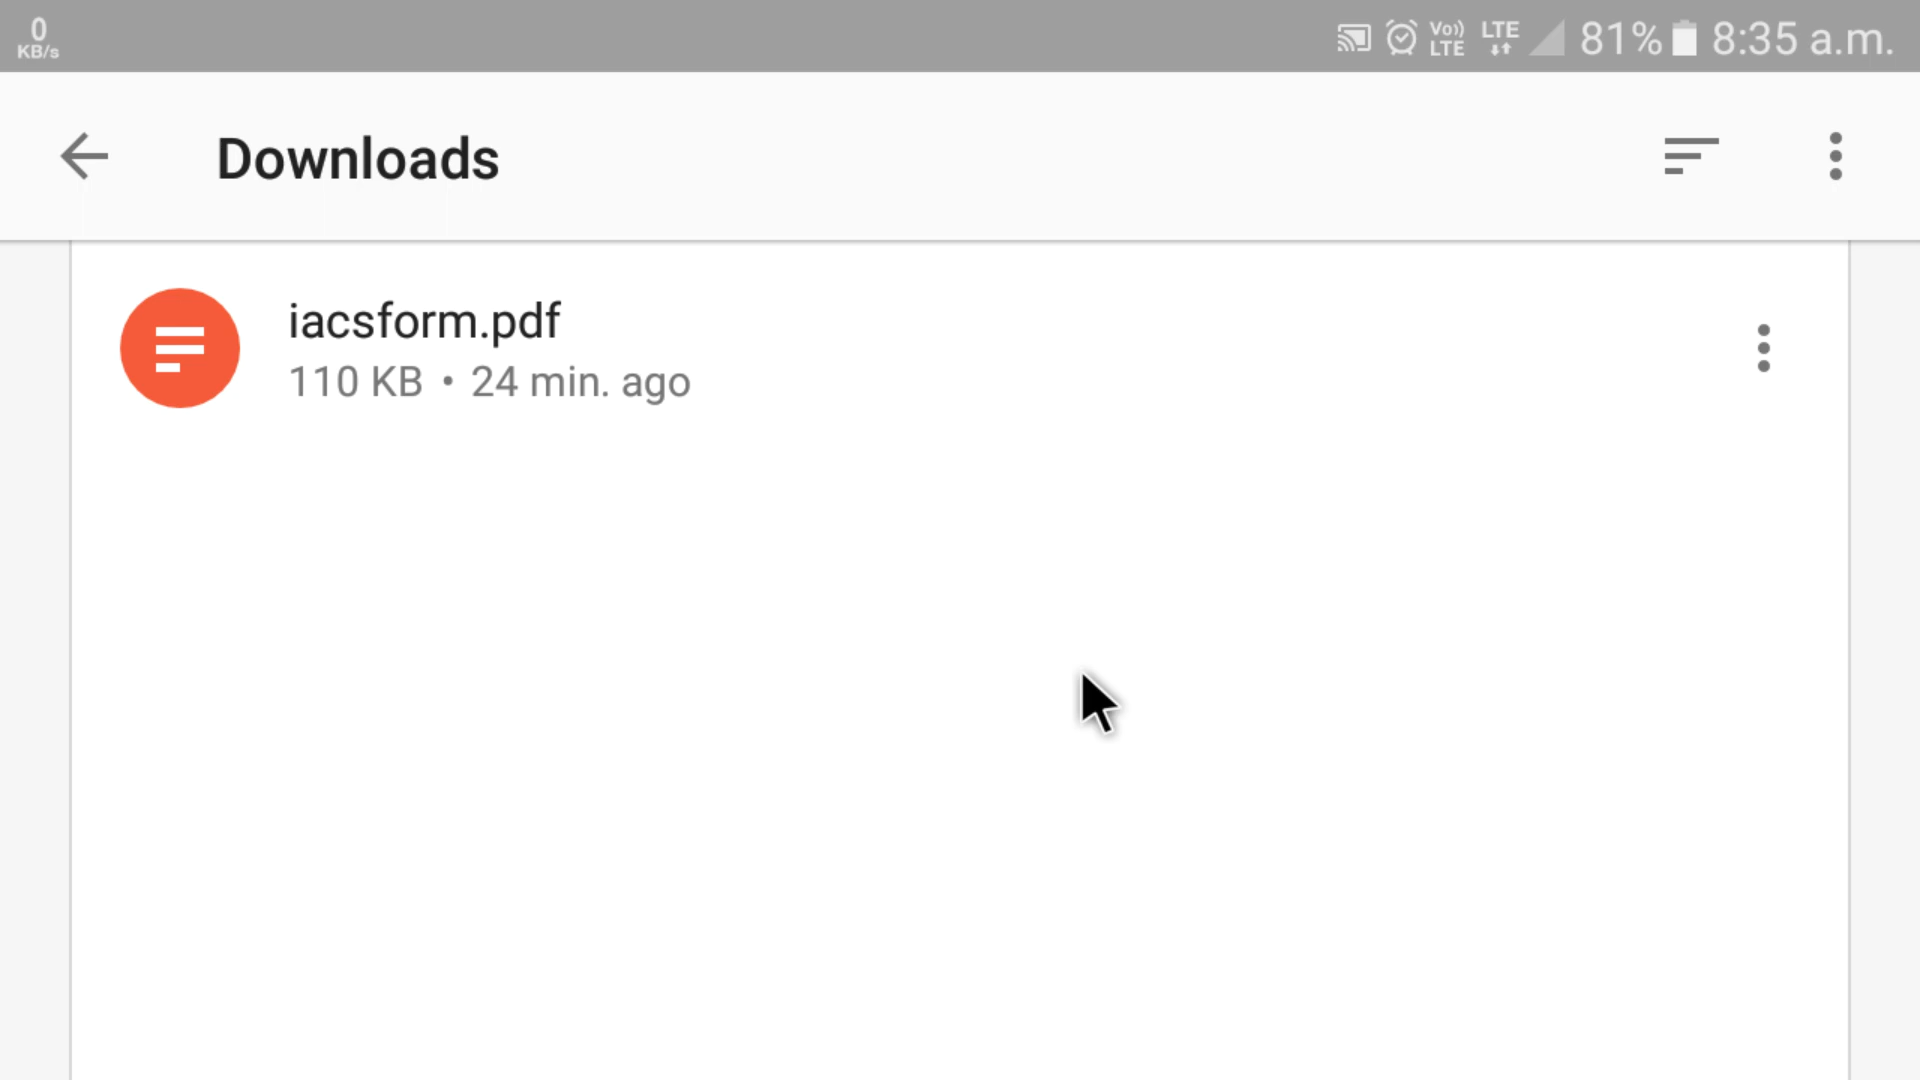 0
KB/s
Vo)) LTE
LTE
81%
8:35 a.m.
Downloads
iacsform.pdf
110 KB • 24 min. ago